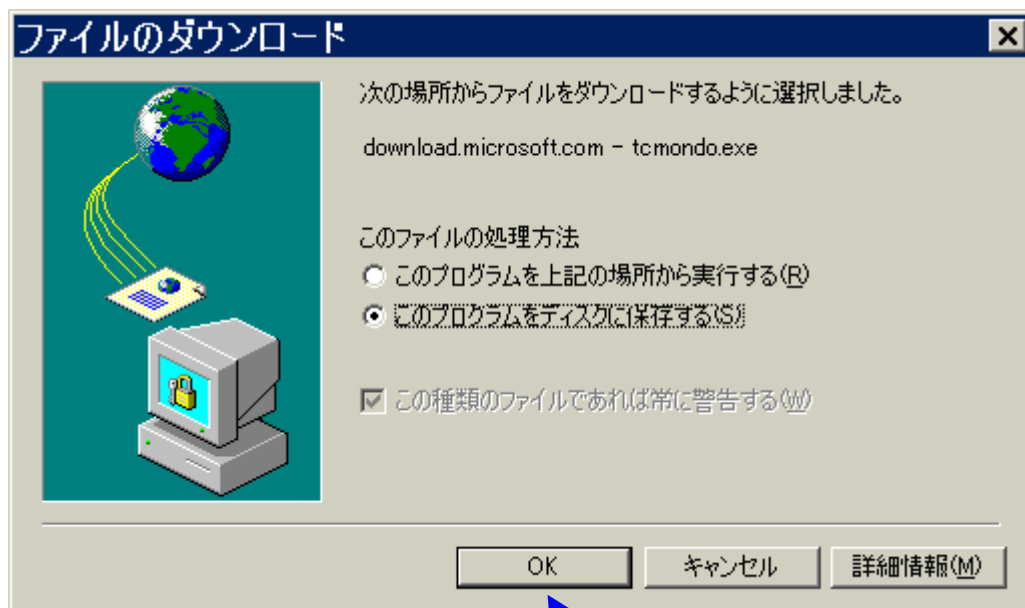 ファイルのダウンロード
次の場所からファイルをダウンロードするように選択しました。
download.microsoft.com - tcmondo.exe
このファイルの処理方法
このプログラムを上記の場所から実行する(R)
このプログラムをディスクに保存する(S)
この種類のファイルであれば常に警告する(W)
OK キャンセル 詳細情報(M)